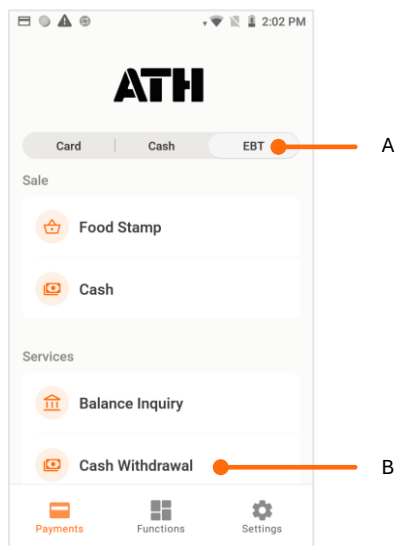 2:02 PM
ATH
Card Cash EBT A
Sale
Food Stamp
Cash
Services
Balance Inquiry
Cash Withdrawal B
Payments Functions Settings